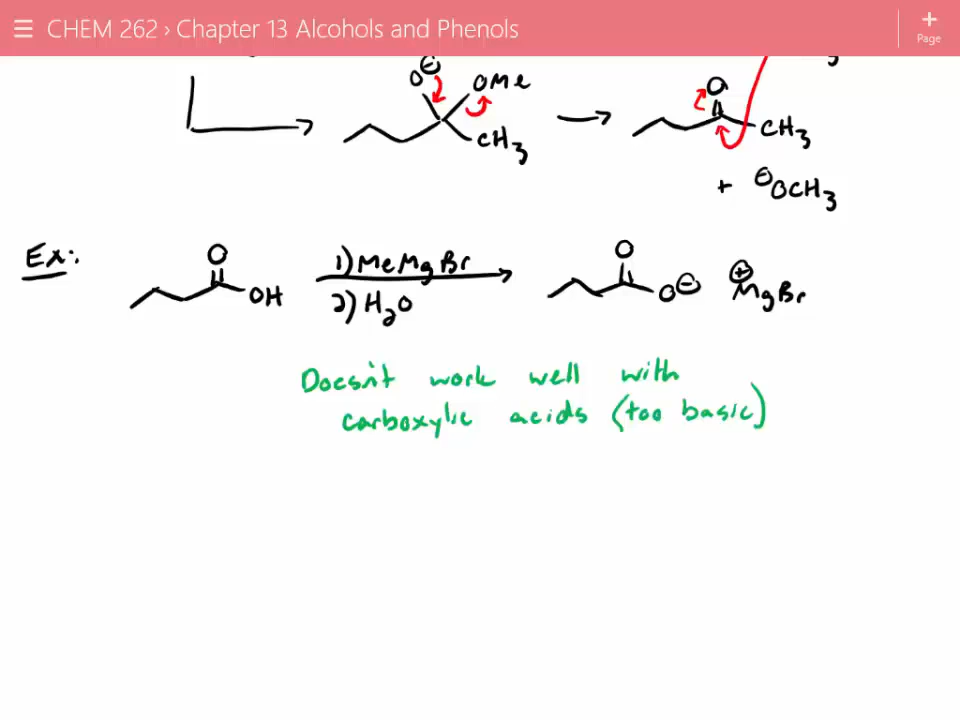 ☰ CHEM 262 › Chapter 13 Alcohols and Phenols
+
Page
O⊖ OMe
CH3
O
CH3
+ ⊖OCH3
Ex:
O
OH
1) MeMgBr
2) H2O
O
O⊖ ⊕MgBr
Doesn't work well with
carboxylic acids (too basic)